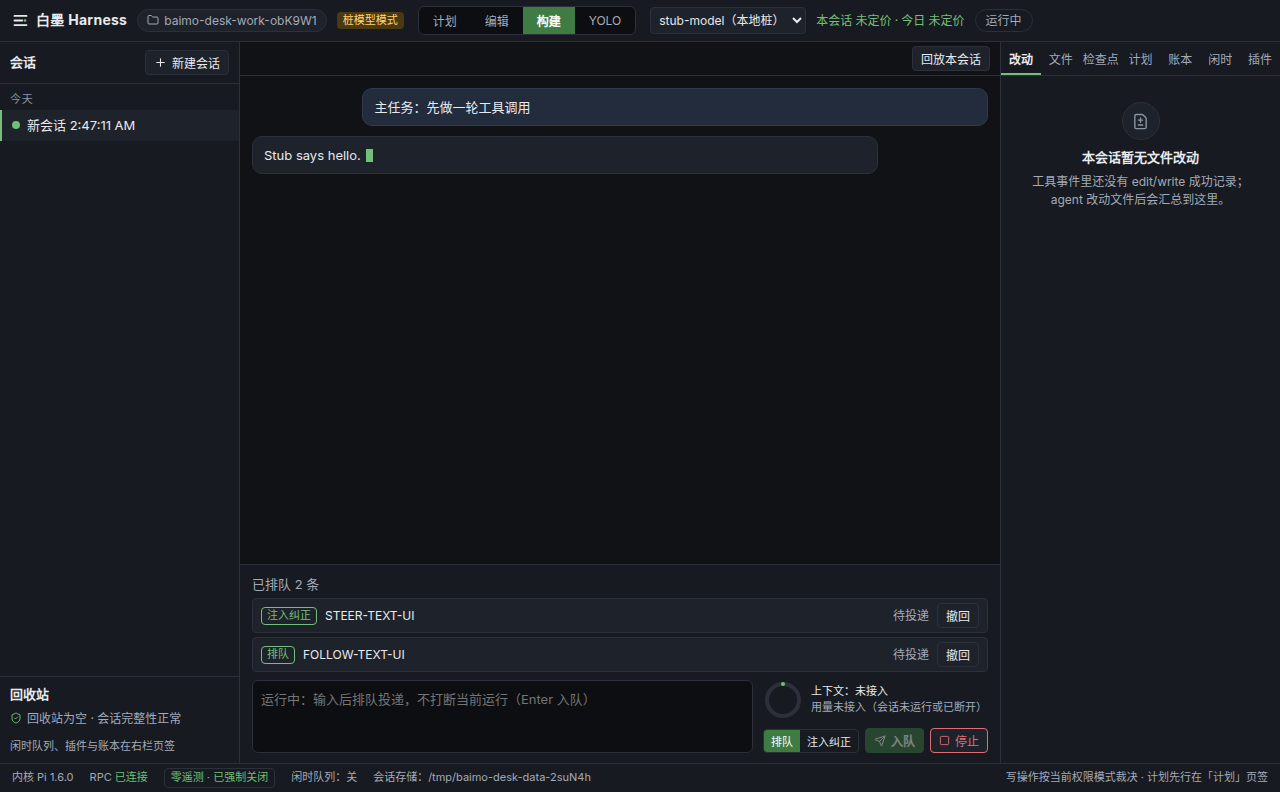 白墨 Harness
baimo-desk-work-obK9W1
桩模型模式
计划
编辑
构建
YOLO
stub-model（本地桩）
本会话 未定价 · 今日 未定价
运行中
会话
新建会话
今天
新会话 2:47:11 AM
回收站
回收站为空 · 会话完整性正常
闲时队列、插件与账本在右栏页签
回放本会话
主任务：先做一轮工具调用
Stub says hello.
已排队 2 条
注入纠正 STEER-TEXT-UI 待投递 撤回
排队 FOLLOW-TEXT-UI 待投递 撤回
运行中：输入后排队投递，不打断当前运行（Enter 入队）
上下文：未接入
用量未接入（会话未运行或已断开）
排队 注入纠正 入队 停止
改动 文件 检查点 计划 账本 闲时 插件
本会话暂无文件改动
工具事件里还没有 edit/write 成功记录；
agent 改动文件后会汇总到这里。
内核 Pi 1.6.0 RPC 已连接 零遥测 · 已强制关闭 闲时队列：关 会话存储：/tmp/baimo-desk-data-2suN4h 写操作按当前权限模式裁决 · 计划先行在「计划」页签